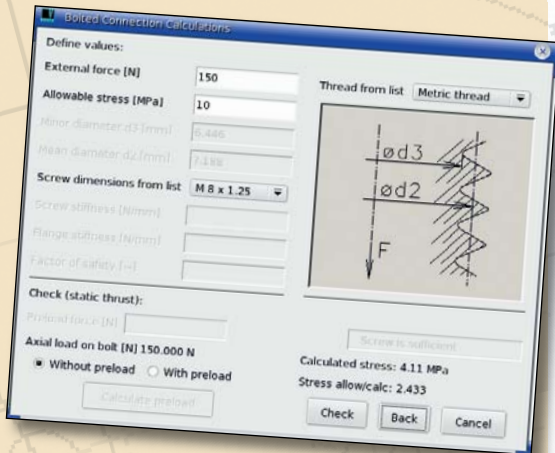 Bolted Connection Calculations
Define values:
External force [N] 150
Allowable stress [MPa] 10
Minor diameter d3 [mm] 6.446
Mean diameter d2 [mm] 7.188
Screw dimensions from list M 8 x 1.25
Screw stiffness [N/mm]
Flange stiffness [N/mm]
Factor of safety [—]
Check (static thrust):
Preload force [N]
Axial load on bolt [N] 150.000 N
Without preload With preload
Calculate preload
Thread from list Metric thread
ød3
ød2
F
Screw is sufficient
Calculated stress: 4.11 MPa
Stress allow/calc: 2.433
Check Back Cancel